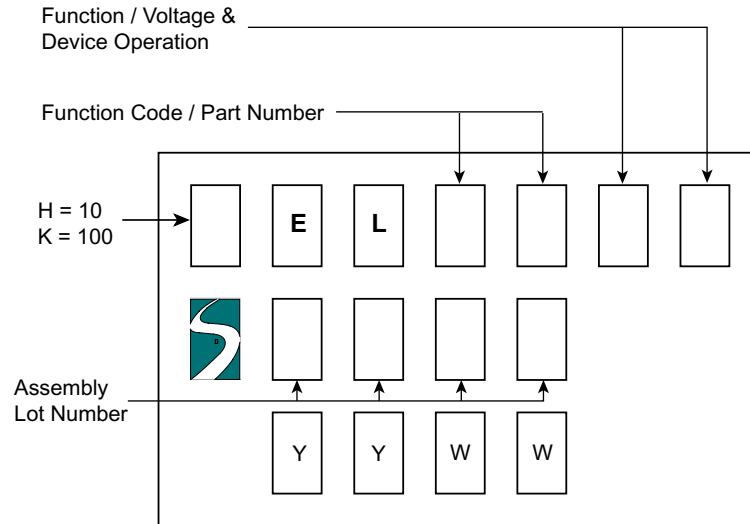 Function / Voltage &
Device Operation
Function Code / Part Number
H = 10
K = 100
E L
Assembly
Lot Number
Y Y W W